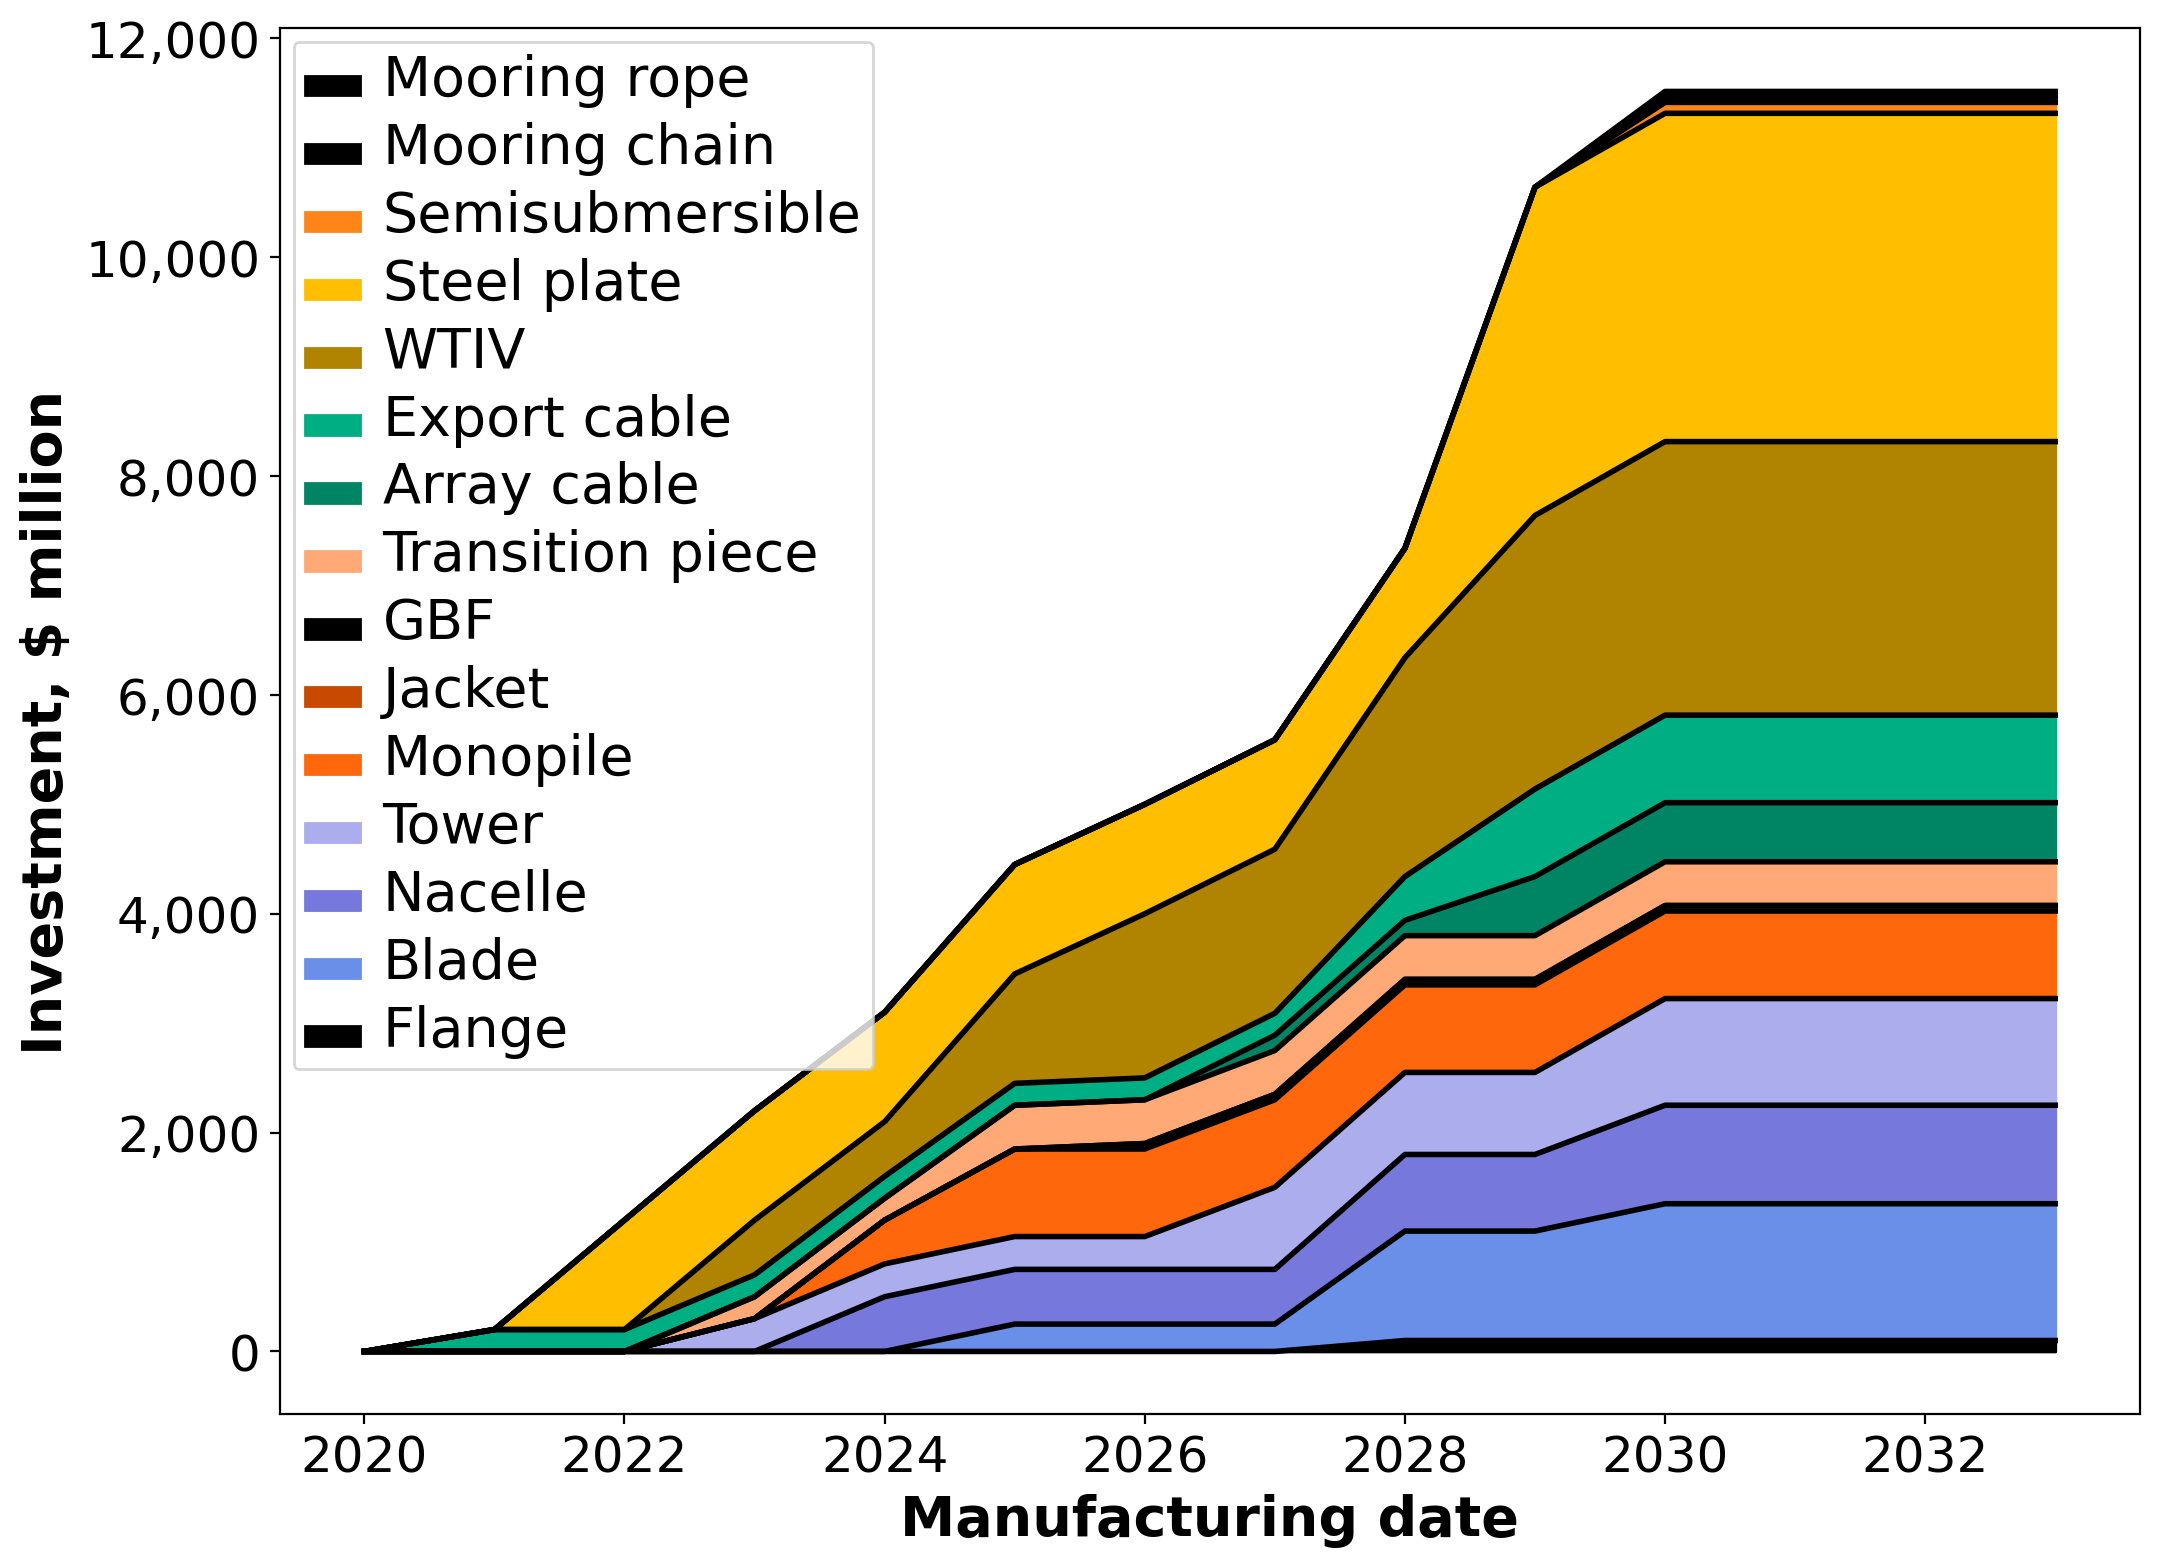 12,000
10,000
8,000
6,000
4,000
2,000
0
Investment, $ million
Mooring rope
Mooring chain
Semisubmersible
Steel plate
WTIV
Export cable
Array cable
Transition piece
GBF
Jacket
Monopile
Tower
Nacelle
Blade
Flange
2020 2022 2024 2026 2028 2030 2032
Manufacturing date